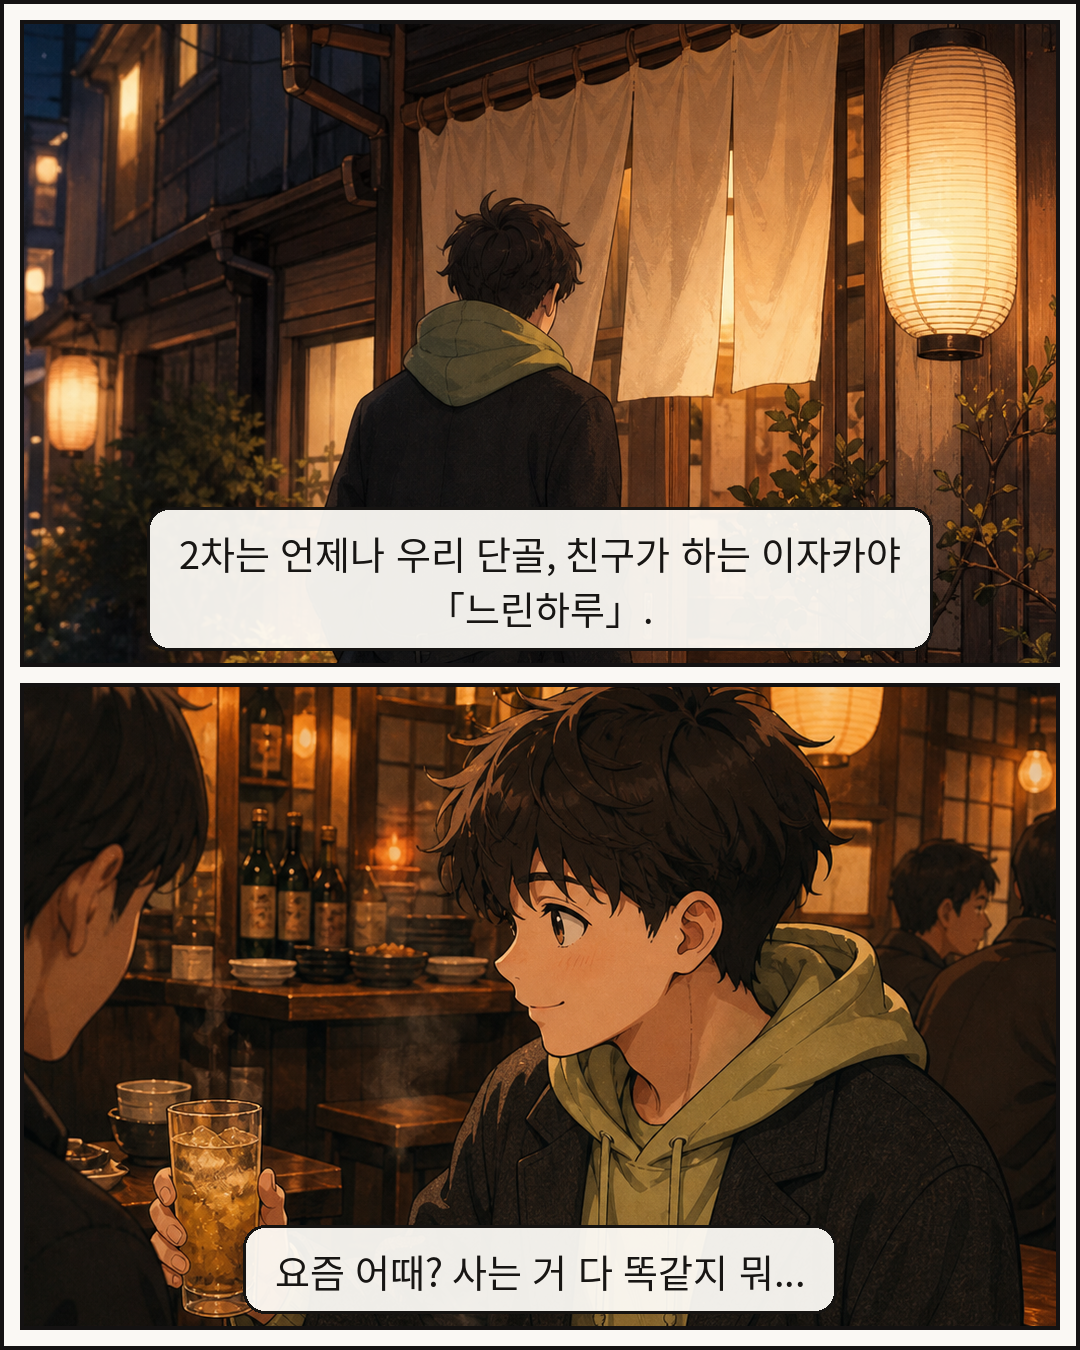 2차는 언제나 우리 단골, 친구가 하는 이자카야
「느린하루」.
요즘 어때? 사는 거 다 똑같지 뭐...